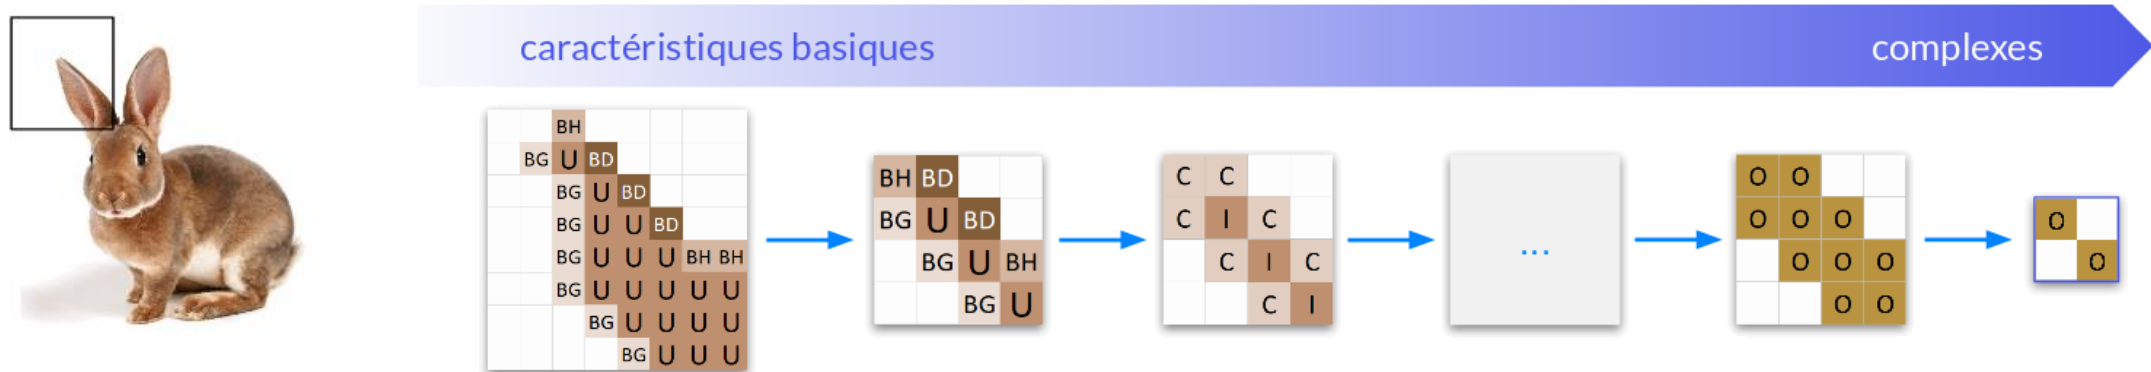 caractéristiques basiques complexes
BH
BG U BD
BG U BD
BG U U BD
BG U U U BH BH
BG U U U U U
BG U U U U
BG U U U
BH BD
BG U BD
BG U BH
BG U
C C
C I C
C I C
C I
...
O O
O O O
O O O
O O
O
O